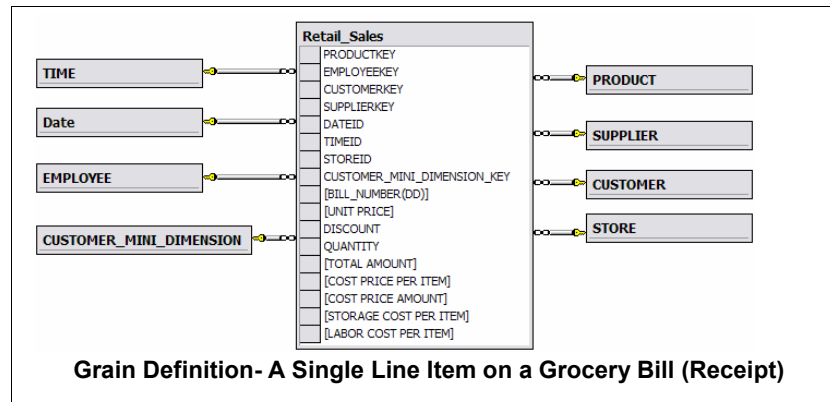 Retail_Sales
PRODUCTKEY
EMPLOYEEKEY
CUSTOMERKEY
SUPPLIERKEY
DATEID
TIMEID
STOREID
CUSTOMER_MINI_DIMENSION_KEY
[BILL_NUMBER(DD)]
[UNIT PRICE]
DISCOUNT
QUANTITY
[TOTAL AMOUNT]
[COST PRICE PER ITEM]
[COST PRICE AMOUNT]
[STORAGE COST PER ITEM]
[LABOR COST PER ITEM]
TIME
Date
EMPLOYEE
CUSTOMER_MINI_DIMENSION
PRODUCT
SUPPLIER
CUSTOMER
STORE
Grain Definition- A Single Line Item on a Grocery Bill (Receipt)